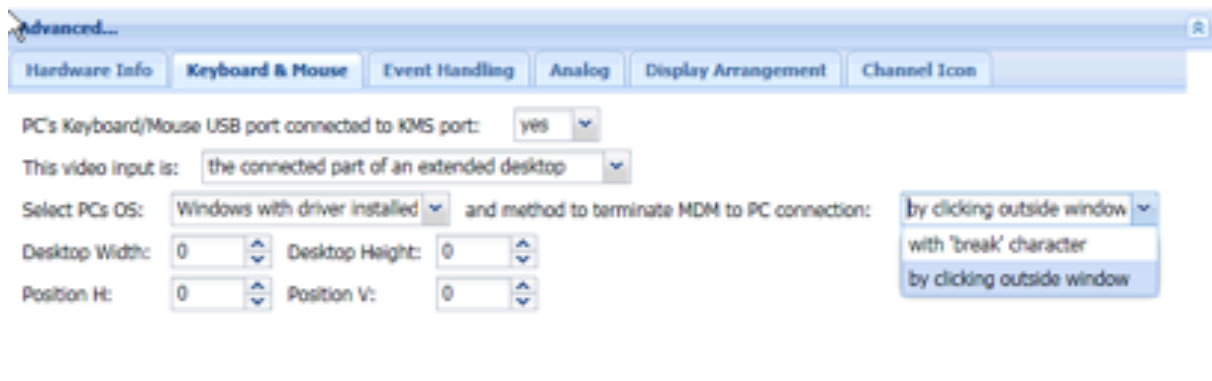 Advanced...
Hardware Info Keyboard & Mouse Event Handling Analog Display Arrangement Channel Icon
PC's Keyboard/Mouse USB port connected to KMS port: yes
This video input is: the connected part of an extended desktop
Select PCs OS: Windows with driver installed and method to terminate MDM to PC connection: by clicking outside window
with 'break' character
Desktop Width: 0 Desktop Height: 0
by clicking outside window
Position H: 0 Position V: 0